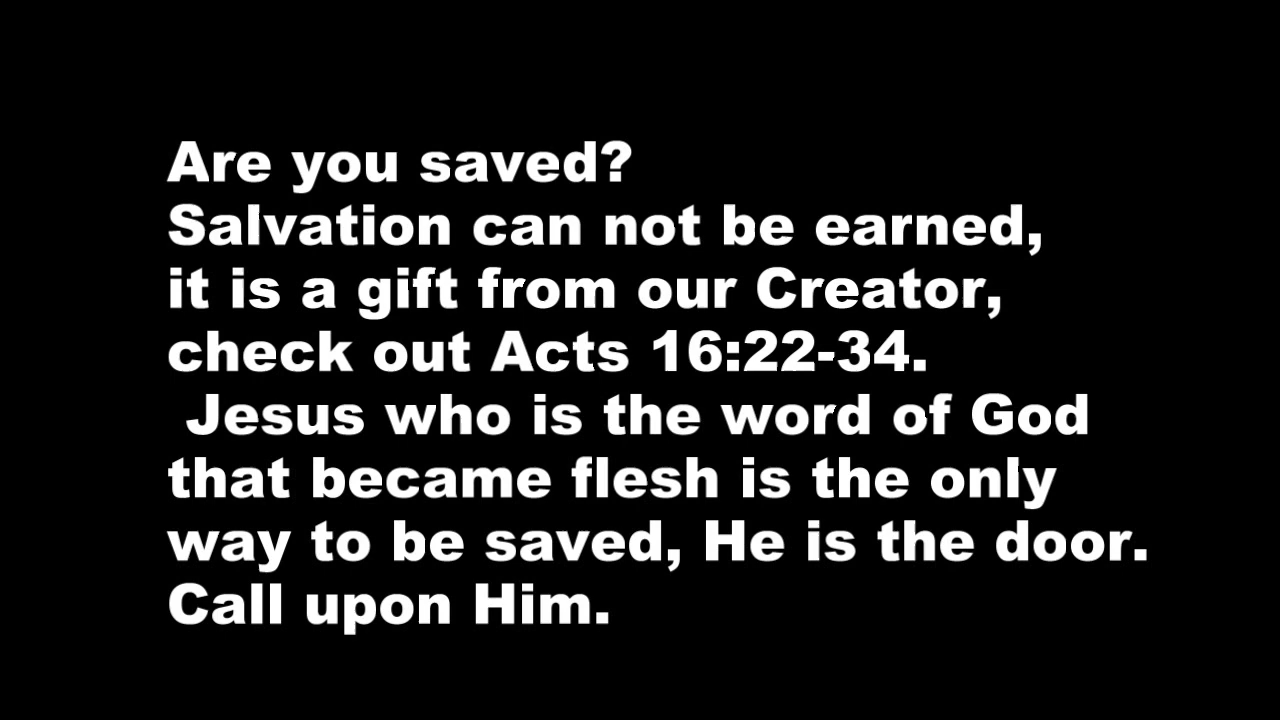 Are you saved?
Salvation can not be earned,
it is a gift from our Creator,
check out Acts 16:22-34.
Jesus who is the word of God
that became flesh is the only
way to be saved, He is the door.
Call upon Him.